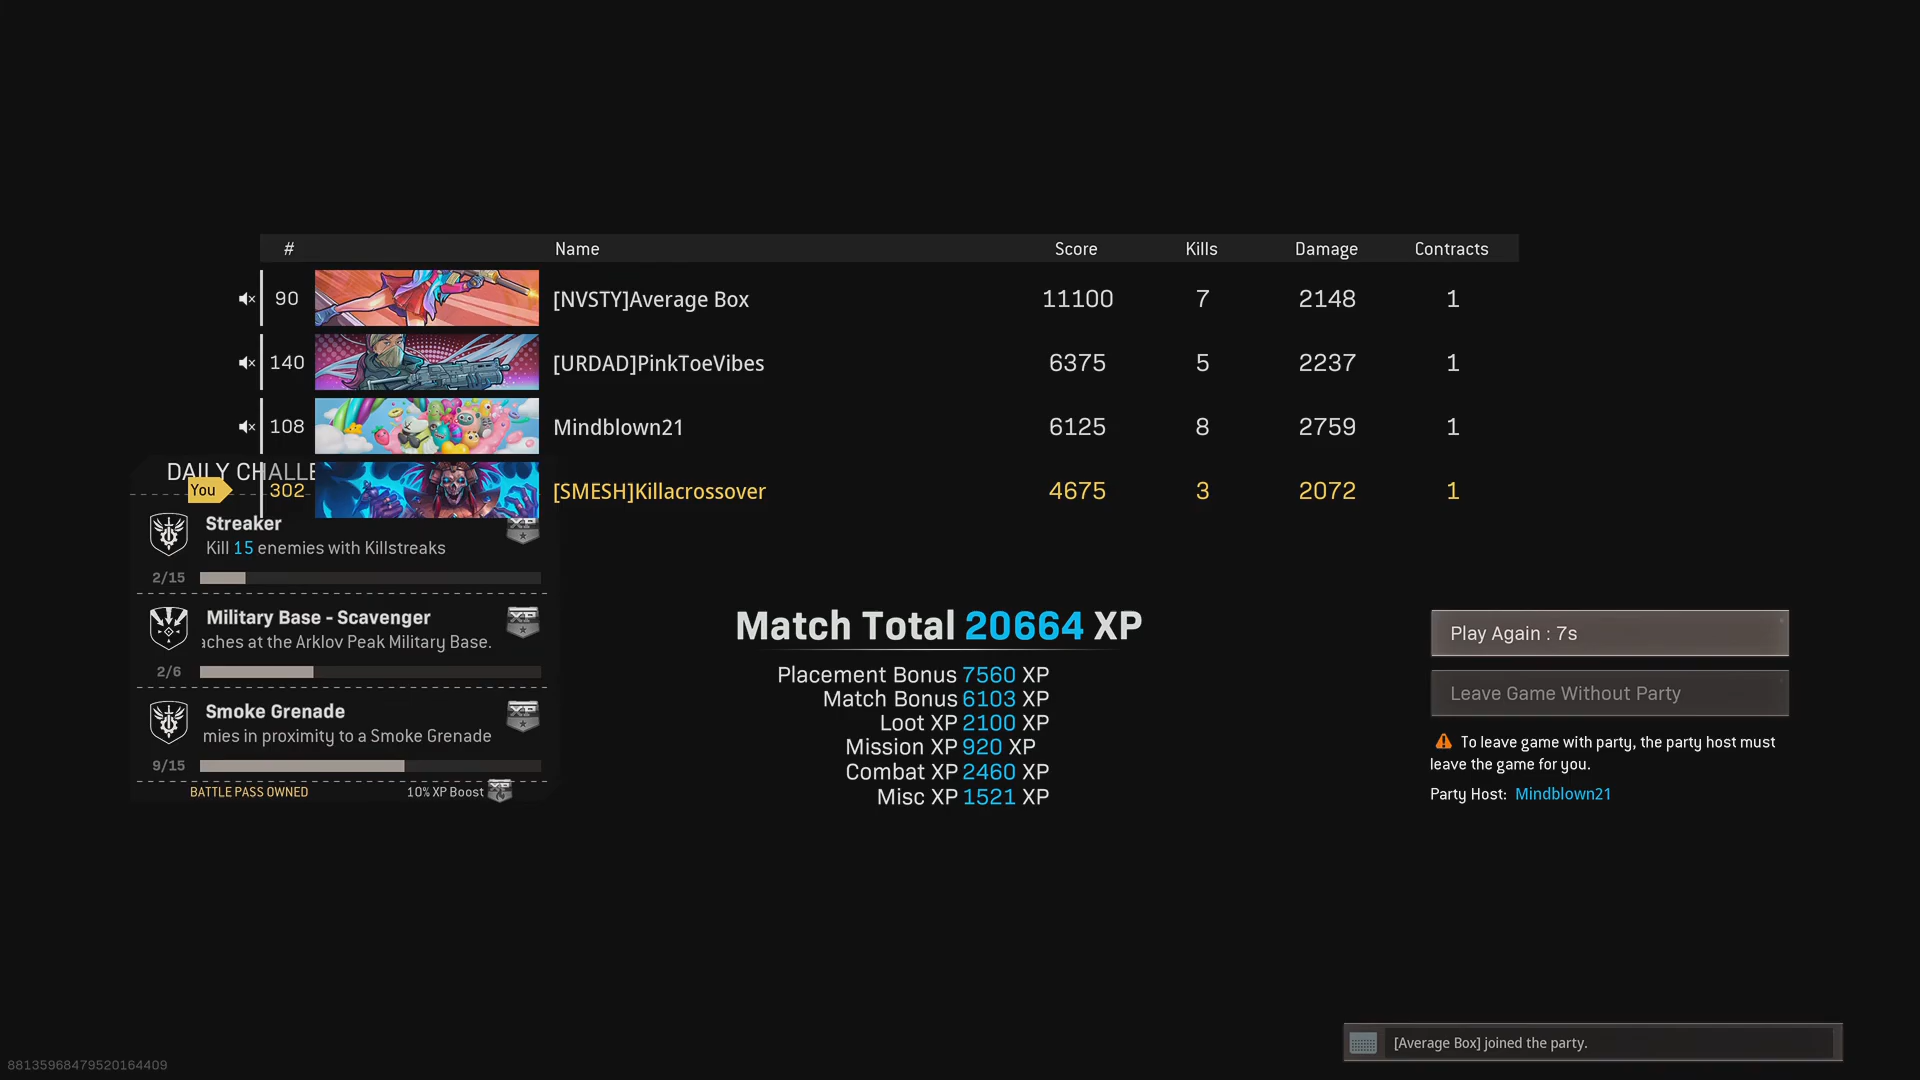 # Name Score Kills Damage Contracts
90 [NVSTY]Average Box 11100 7 2148 1
140 [URDAD]PinkToeVibes 6375 5 2237 1
108 Mindblown21 6125 8 2759 1
DAILY CHALLE
You 302 [SMESH]Killacrossover 4675 3 2072 1
Streaker
XP
Kill 15 enemies with Killstreaks
2/15
Military Base - Scavenger
XP
aches at the Arklov Peak Military Base.
2/6
Smoke Grenade
XP
mies in proximity to a Smoke Grenade
9/15
BATTLE PASS OWNED 10% XP Boost XP
Match Total 20664 XP
Placement Bonus 7560 XP
Match Bonus 6103 XP
Loot XP 2100 XP
Mission XP 920 XP
Combat XP 2460 XP
Misc XP 1521 XP
Play Again : 7s
Leave Game Without Party
To leave game with party, the party host must
leave the game for you.
Party Host: Mindblown21
[Average Box] joined the party.
88135968479520164409